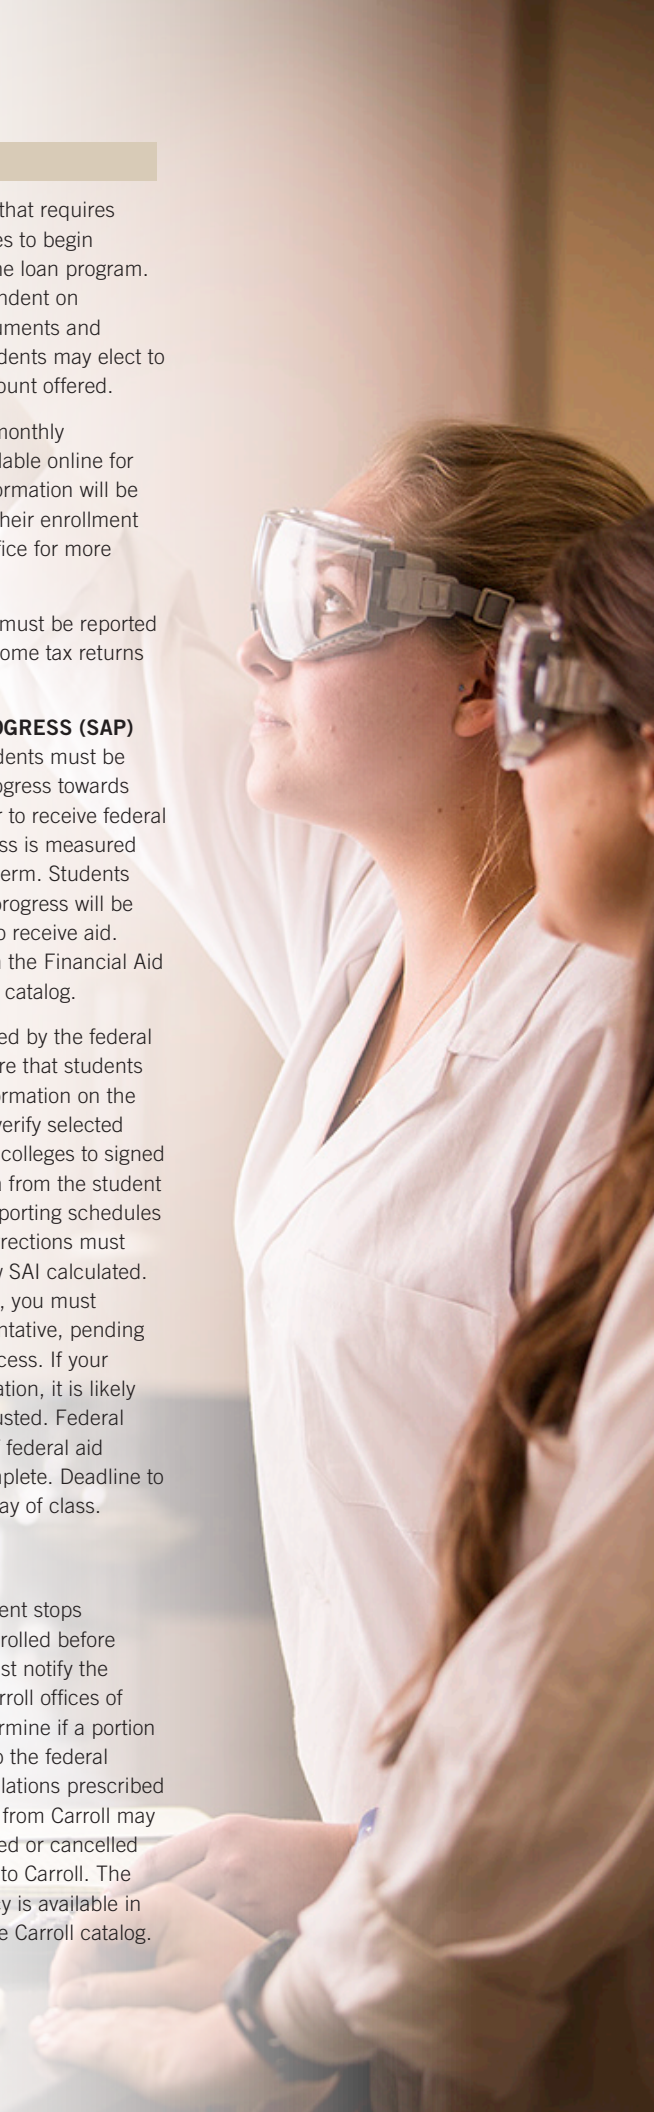 that requires
es to begin
ne loan program.
ndent on
uments and
dents may elect to
ount offered.
monthly
lable online for
ormation will be
heir enrollment
fice for more
must be reported
ome tax returns
OGRESS (SAP)
dents must be
ogress towards
r to receive federal
ss is measured
term. Students
progress will be
o receive aid.
n the Financial Aid
catalog.
ed by the federal
re that students
ormation on the
verify selected
colleges to signed
n from the student
porting schedules
rrections must
w SAI calculated.
, you must
ntative, pending
cess. If your
ation, it is likely
usted. Federal
f federal aid
mplete. Deadline to
ay of class.
ent stops
rolled before
st notify the
rroll offices of
ermine if a portion
o the federal
lations prescribed
from Carroll may
ed or cancelled
to Carroll. The
y is available in
e Carroll catalog.